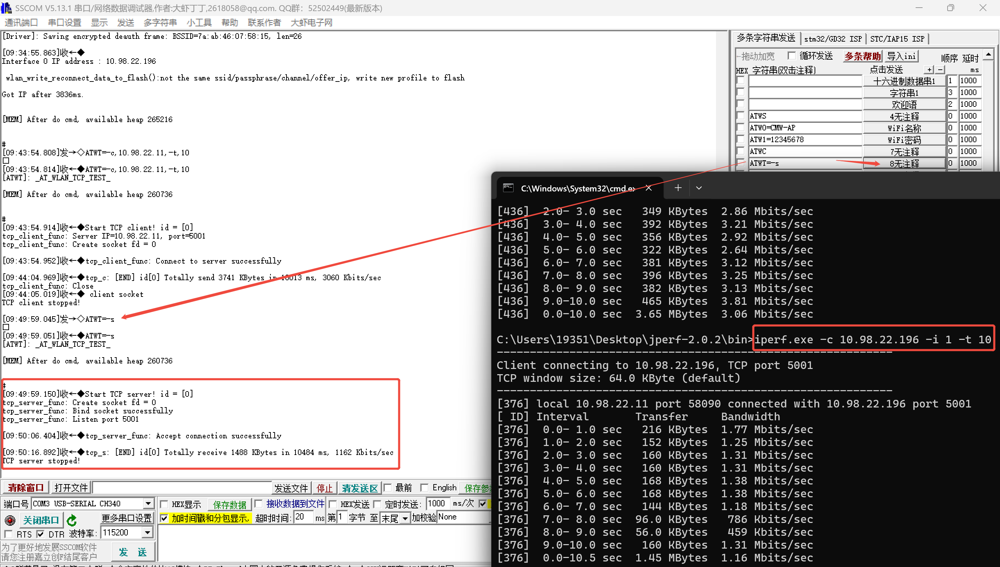 SSCOM V5.13.1 串口/网络数据调试器,作者:大虾丁丁,2618058@qq.com. QQ群：52502449(最新版本)
通讯端口 串口设置 显示 发送 多字符串 小工具 帮助 联系作者 大虾电子网
[Driver]: Saving encrypted deauth frame: BSSID=7a:ab:46:07:58:15, len=26
[09:34:55.863]收←◆
Interface 0 IP address : 10.98.22.196
wlan_write_reconnect_data_to_flash():not the same ssid/passphrase/channel/offer_ip, write new profile to flash
Got IP after 3836ms.
[MEM] After do cmd, available heap 265216
#
[09:43:54.808]发→◇ATWT=-c,10.98.22.11,-t,10
□
[09:43:54.814]收←◆ATWT=-c,10.98.22.11,-t,10
[ATWT]: _AT_WLAN_TCP_TEST_
[MEM] After do cmd, available heap 260736
#
[09:43:54.914]收←◆Start TCP client! id = [0]
tcp_client_func: Server IP=10.98.22.11, port=5001
tcp_client_func: Create socket fd = 0
[09:43:54.952]收←◆tcp_client_func: Connect to server successfully
[09:44:04.969]收←◆tcp_c: [END] id[0] Totally send 3741 KBytes in 10013 ms, 3060 Kbits/sec
tcp_client_func: Close
[09:44:05.019]收←◆ client socket
TCP client stopped!
[09:49:59.045]发→◇ATWT=-s
□
[09:49:59.051]收←◆ATWT=-s
[ATWT]: _AT_WLAN_TCP_TEST_
[MEM] After do cmd, available heap 260736
#
[09:49:59.150]收←◆Start TCP server! id = [0]
tcp_server_func: Create socket fd = 0
tcp_server_func: Bind socket successfully
tcp_server_func: Listen port 5001
[09:50:06.404]收←◆tcp_server_func: Accept connection successfully
[09:50:16.892]收←◆tcp_s: [END] id[0] Totally receive 1488 KBytes in 10484 ms, 1162 Kbits/sec
TCP server stopped!
多条字符串发送 stm32/GD32 ISP STC/IAP15 ISP
←拖动加宽 循环发送 多条帮助 导入ini 顺序 延时
HEX 字符串(双击注释) 点击发送 + − ms
十六进制数据串1 1 1000
字符串1 3 1000
欢迎语 2 1000
ATWS 4无注释 0 1000
ATW0=CMW-AP WiFi名称 0 1000
ATW1=12345678 WiFi密码 0 1000
ATWC 7无注释 0 1000
ATWT=-s 8无注释 0 1000
C:\Windows\System32\cmd.ex
[436] 2.0- 3.0 sec 349 KBytes 2.86 Mbits/sec
[436] 3.0- 4.0 sec 392 KBytes 3.21 Mbits/sec
[436] 4.0- 5.0 sec 356 KBytes 2.92 Mbits/sec
[436] 5.0- 6.0 sec 322 KBytes 2.64 Mbits/sec
[436] 6.0- 7.0 sec 381 KBytes 3.12 Mbits/sec
[436] 7.0- 8.0 sec 396 KBytes 3.25 Mbits/sec
[436] 8.0- 9.0 sec 382 KBytes 3.13 Mbits/sec
[436] 9.0-10.0 sec 465 KBytes 3.81 Mbits/sec
[436] 0.0-10.0 sec 3.65 MBytes 3.06 Mbits/sec
C:\Users\19351\Desktop\jperf-2.0.2\bin>iperf.exe -c 10.98.22.196 -i 1 -t 10
------------------------------------------------------------
Client connecting to 10.98.22.196, TCP port 5001
TCP window size: 64.0 KByte (default)
------------------------------------------------------------
[376] local 10.98.22.11 port 58090 connected with 10.98.22.196 port 5001
[ ID] Interval Transfer Bandwidth
[376] 0.0- 1.0 sec 216 KBytes 1.77 Mbits/sec
[376] 1.0- 2.0 sec 152 KBytes 1.25 Mbits/sec
[376] 2.0- 3.0 sec 160 KBytes 1.31 Mbits/sec
[376] 3.0- 4.0 sec 160 KBytes 1.31 Mbits/sec
[376] 4.0- 5.0 sec 168 KBytes 1.38 Mbits/sec
[376] 5.0- 6.0 sec 168 KBytes 1.38 Mbits/sec
[376] 6.0- 7.0 sec 144 KBytes 1.18 Mbits/sec
[376] 7.0- 8.0 sec 96.0 KBytes 786 Kbits/sec
[376] 8.0- 9.0 sec 56.0 KBytes 459 Kbits/sec
[376] 9.0-10.0 sec 160 KBytes 1.31 Mbits/sec
[376] 0.0-10.5 sec 1.45 MBytes 1.16 Mbits/sec
清除窗口 打开文件 发送文件 停止 清发送区 最前 English 保存参
端口号 COM3 USB-SERIAL CH340 HEX显示 保存数据 接收数据到文件 HEX发送 定时发送: 1000 ms/次
关闭串口 更多串口设置 加时间戳和分包显示, 超时时间: 20 ms 第 1 字节 至 末尾 加校验 None
RTS DTR 波特率: 115200
为了更好地发展SSCOM软件
请您注册嘉立创F结尾客户
发 送